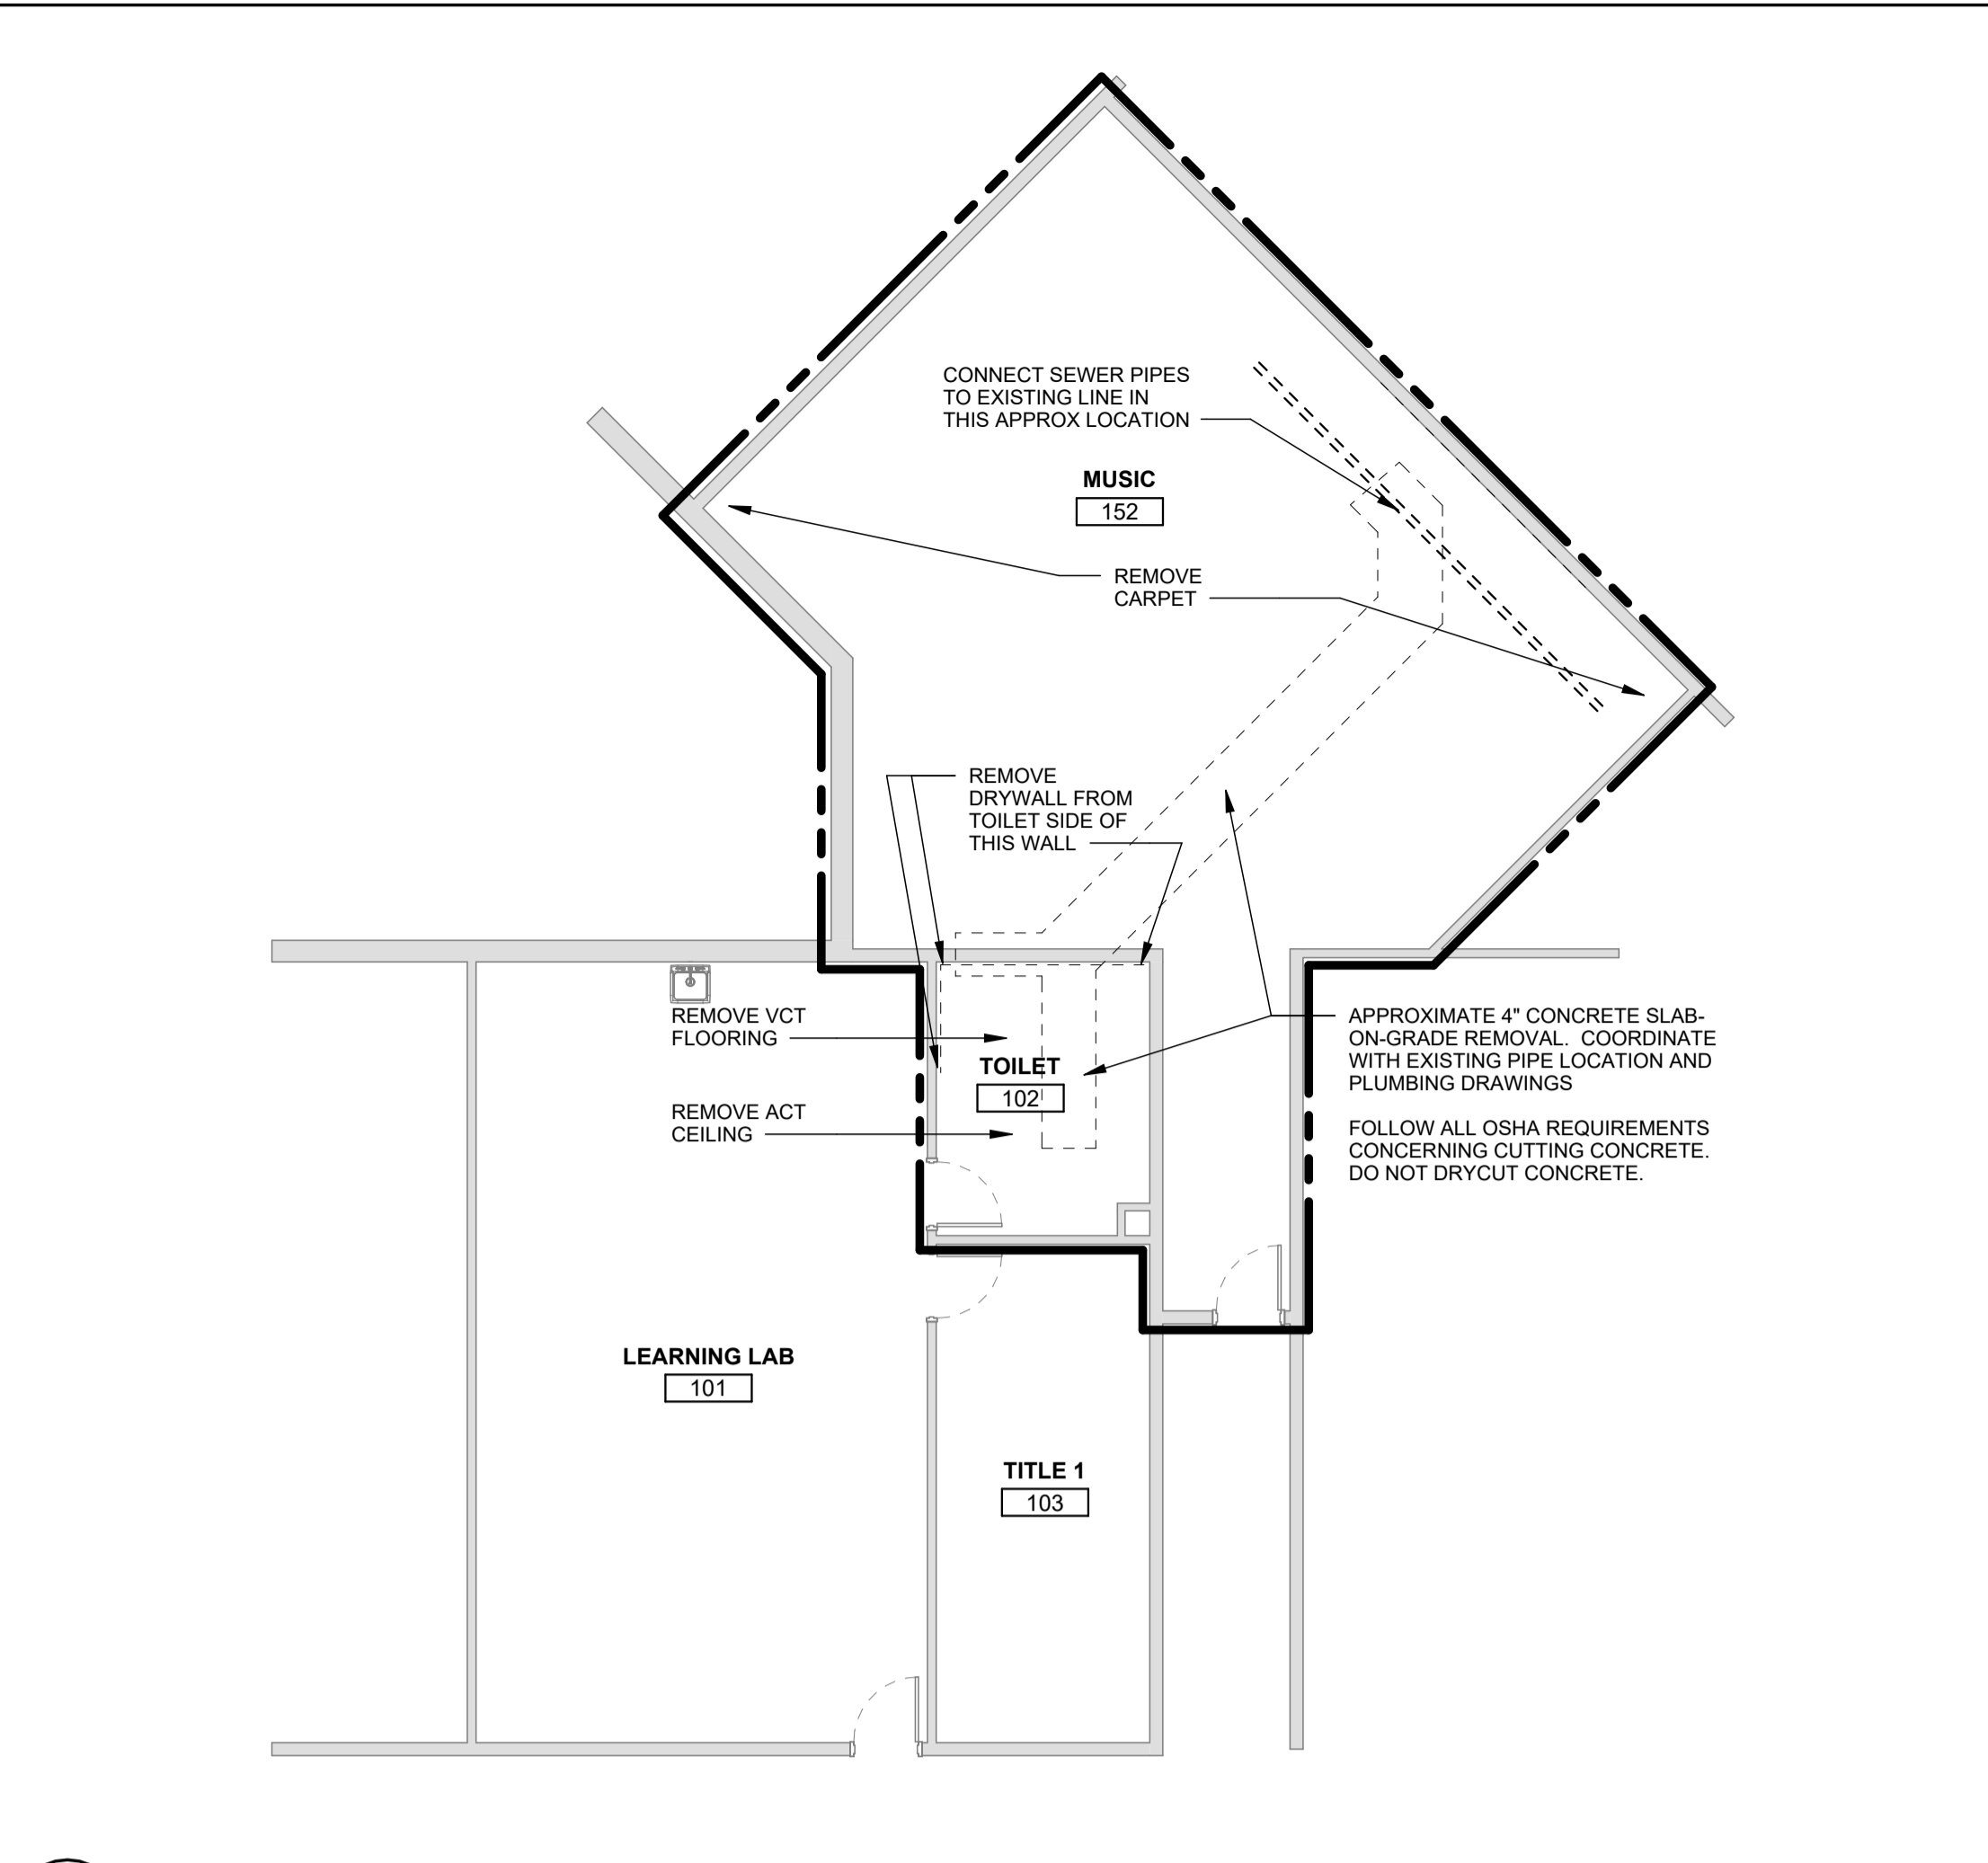 CONNECT SEWER PIPES
TO EXISTING LINE IN
THIS APPROX LOCATION
MUSIC
152
REMOVE
CARPET
REMOVE
DRYWALL FROM
TOILET SIDE OF
THIS WALL
REMOVE VCT
FLOORING
TOILET
102
REMOVE ACT
CEILING
APPROXIMATE 4" CONCRETE SLAB-
ON-GRADE REMOVAL.  COORDINATE
WITH EXISTING PIPE LOCATION AND
PLUMBING DRAWINGS
FOLLOW ALL OSHA REQUIREMENTS
CONCERNING CUTTING CONCRETE.
DO NOT DRYCUT CONCRETE.
LEARNING LAB
101
TITLE 1
103